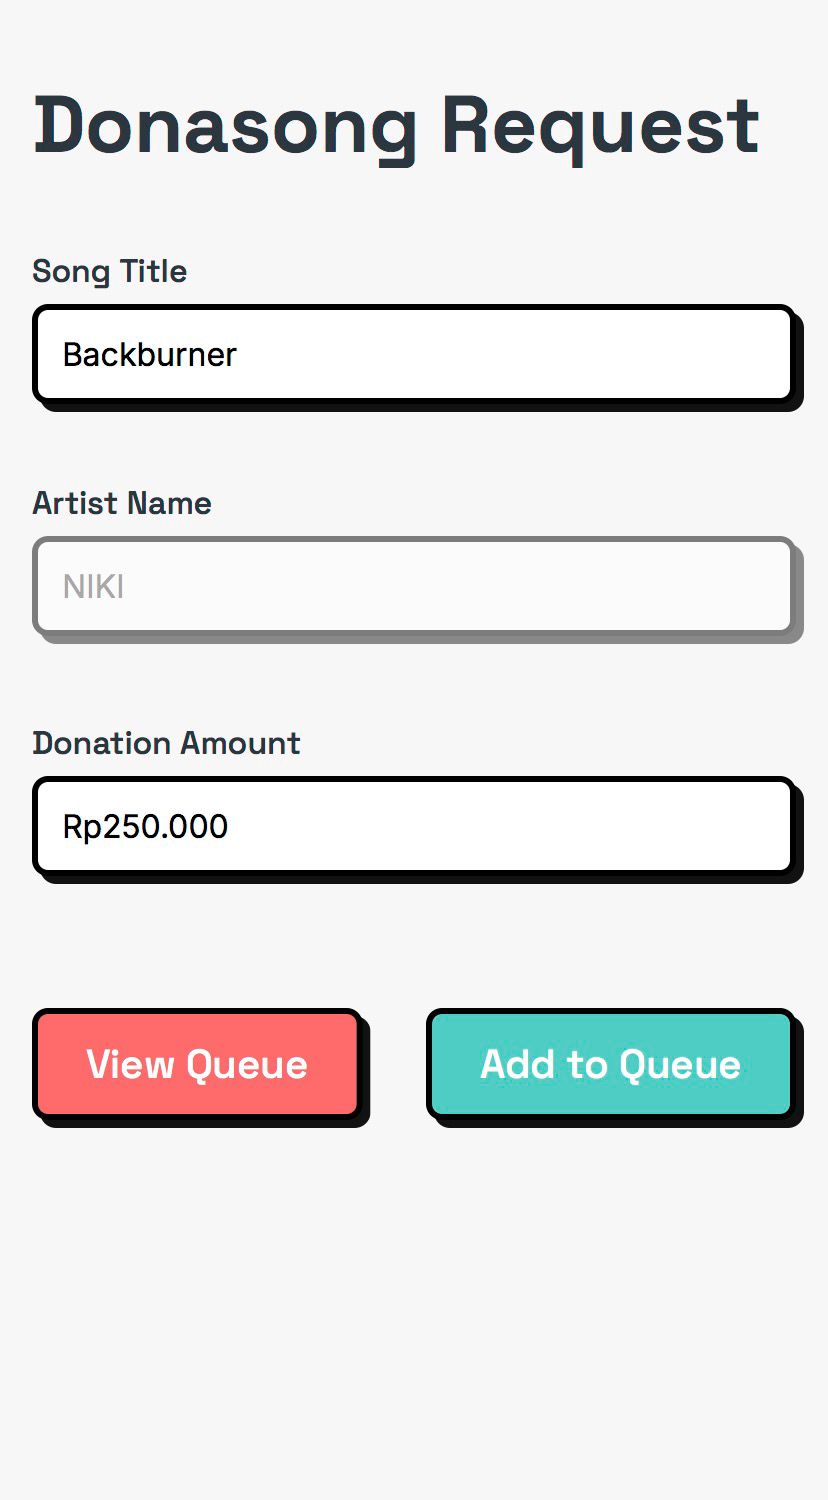 Donasong Request
Song Title
Backburner
Artist Name
NIKI
Donation Amount
Rp250.000
View Queue
Add to Queue